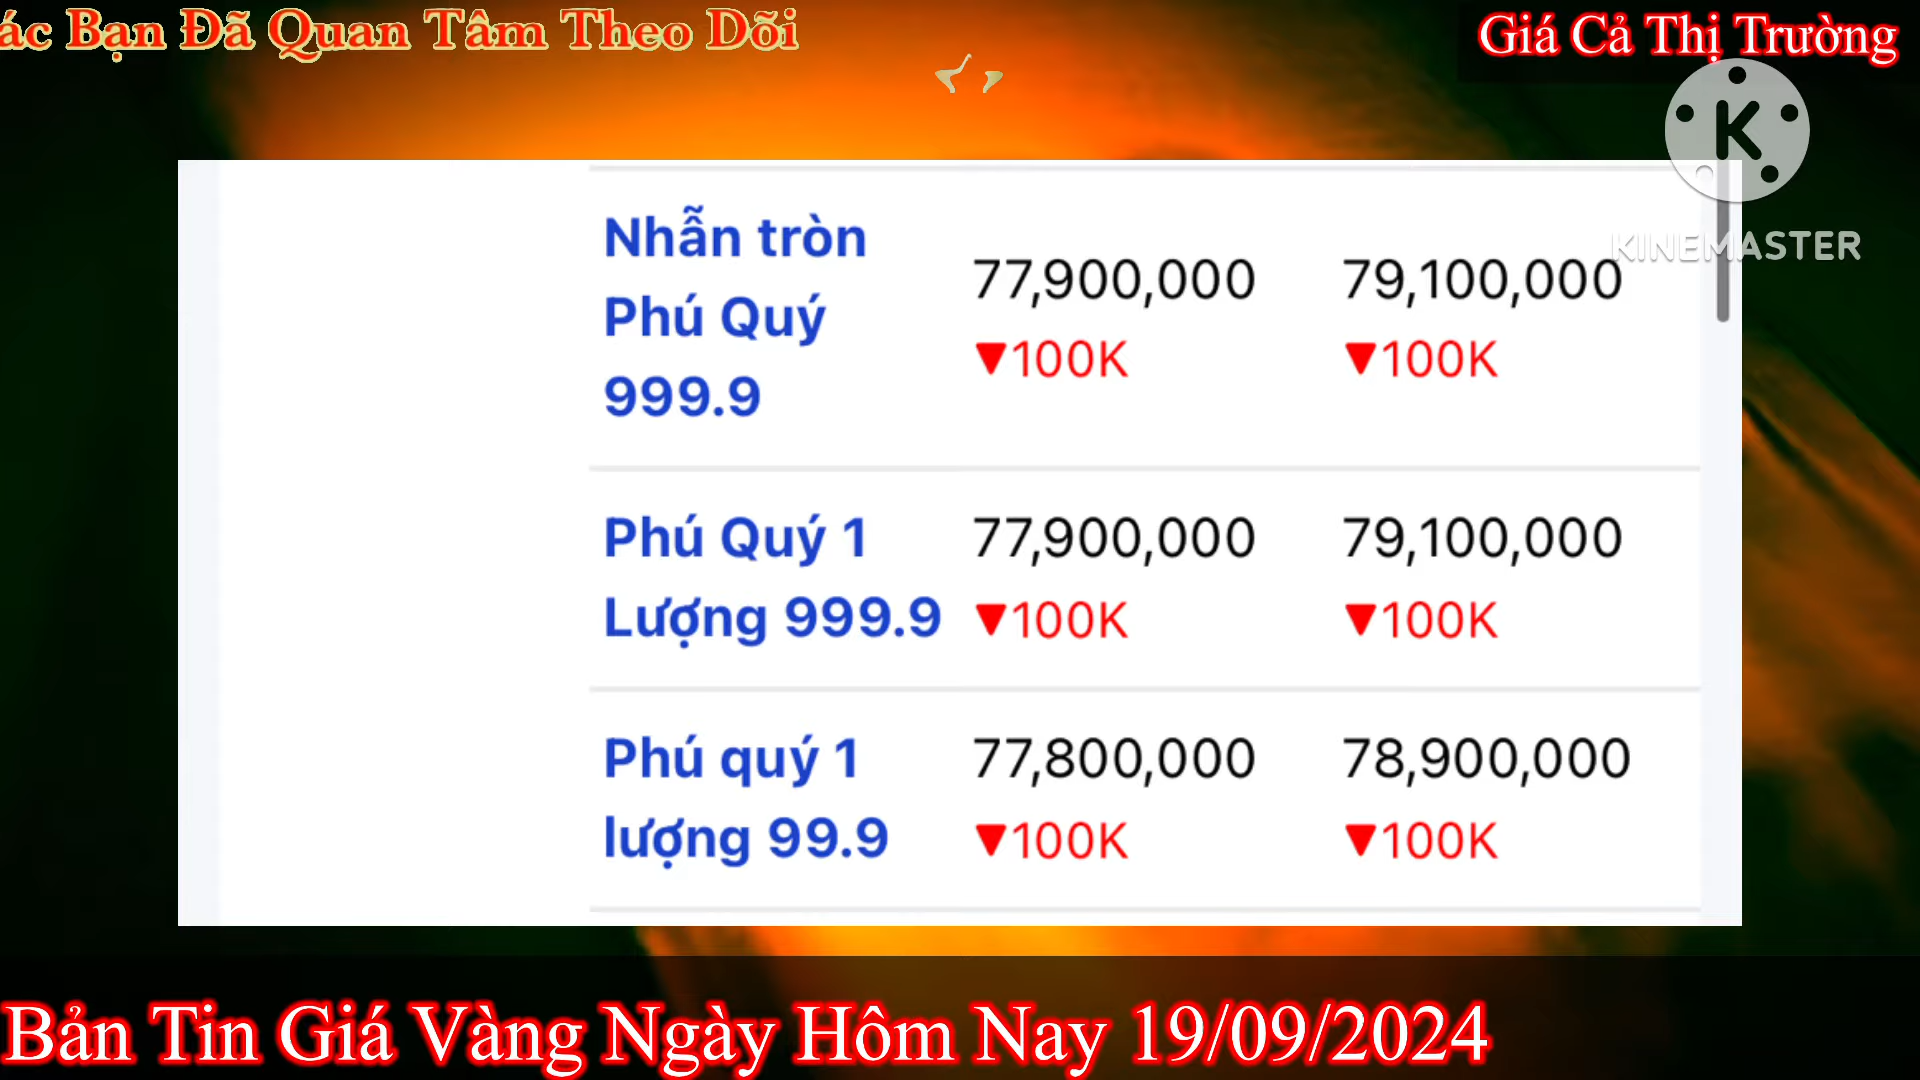 ác Bạn Đã Quan Tâm Theo Dõi
Giá Cả Thị Trường
K
KINEMASTER
Nhẫn tròn
Phú Quý
999.9
77,900,000
▼100K
79,100,000
▼100K
Phú Quý 1
Lượng 999.9
77,900,000
▼100K
79,100,000
▼100K
Phú quý 1
lượng 99.9
77,800,000
▼100K
78,900,000
▼100K
Bản Tin Giá Vàng Ngày Hôm Nay 19/09/2024